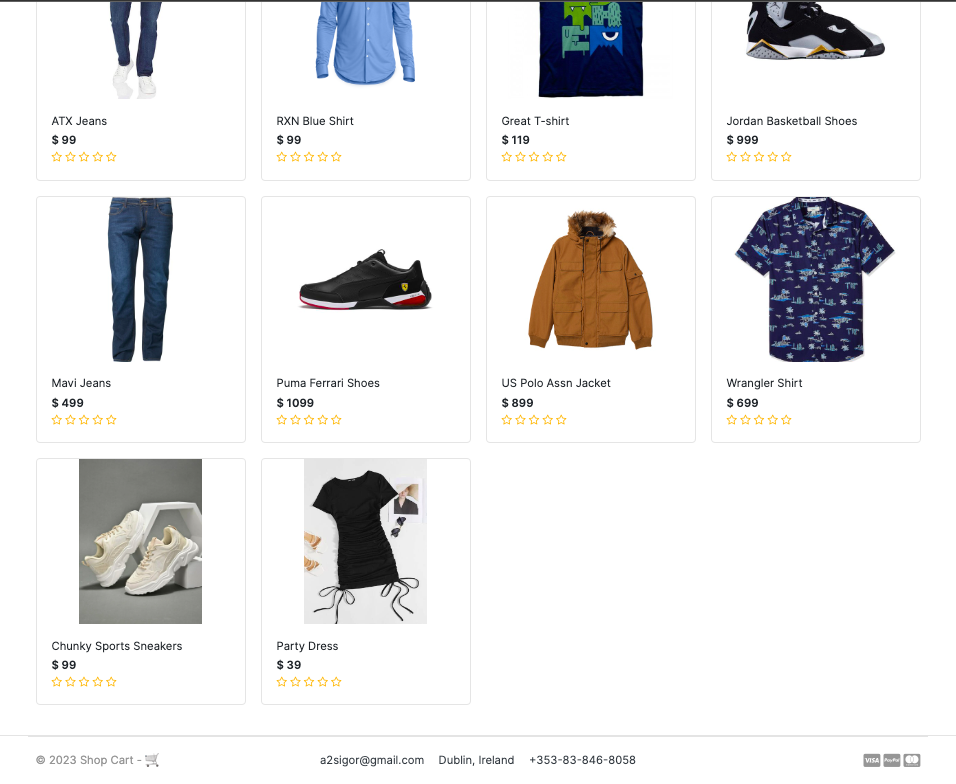 ATX Jeans
$ 99
RXN Blue Shirt
$ 99
Great T-shirt
$ 119
Jordan Basketball Shoes
$ 999
Mavi Jeans
$ 499
Puma Ferrari Shoes
$ 1099
US Polo Assn Jacket
$ 899
Wrangler Shirt
$ 699
Chunky Sports Sneakers
$ 99
Party Dress
$ 39
© 2023 Shop Cart -
a2sigor@gmail.com
Dublin, Ireland
+353-83-846-8058
VISA
PayPal